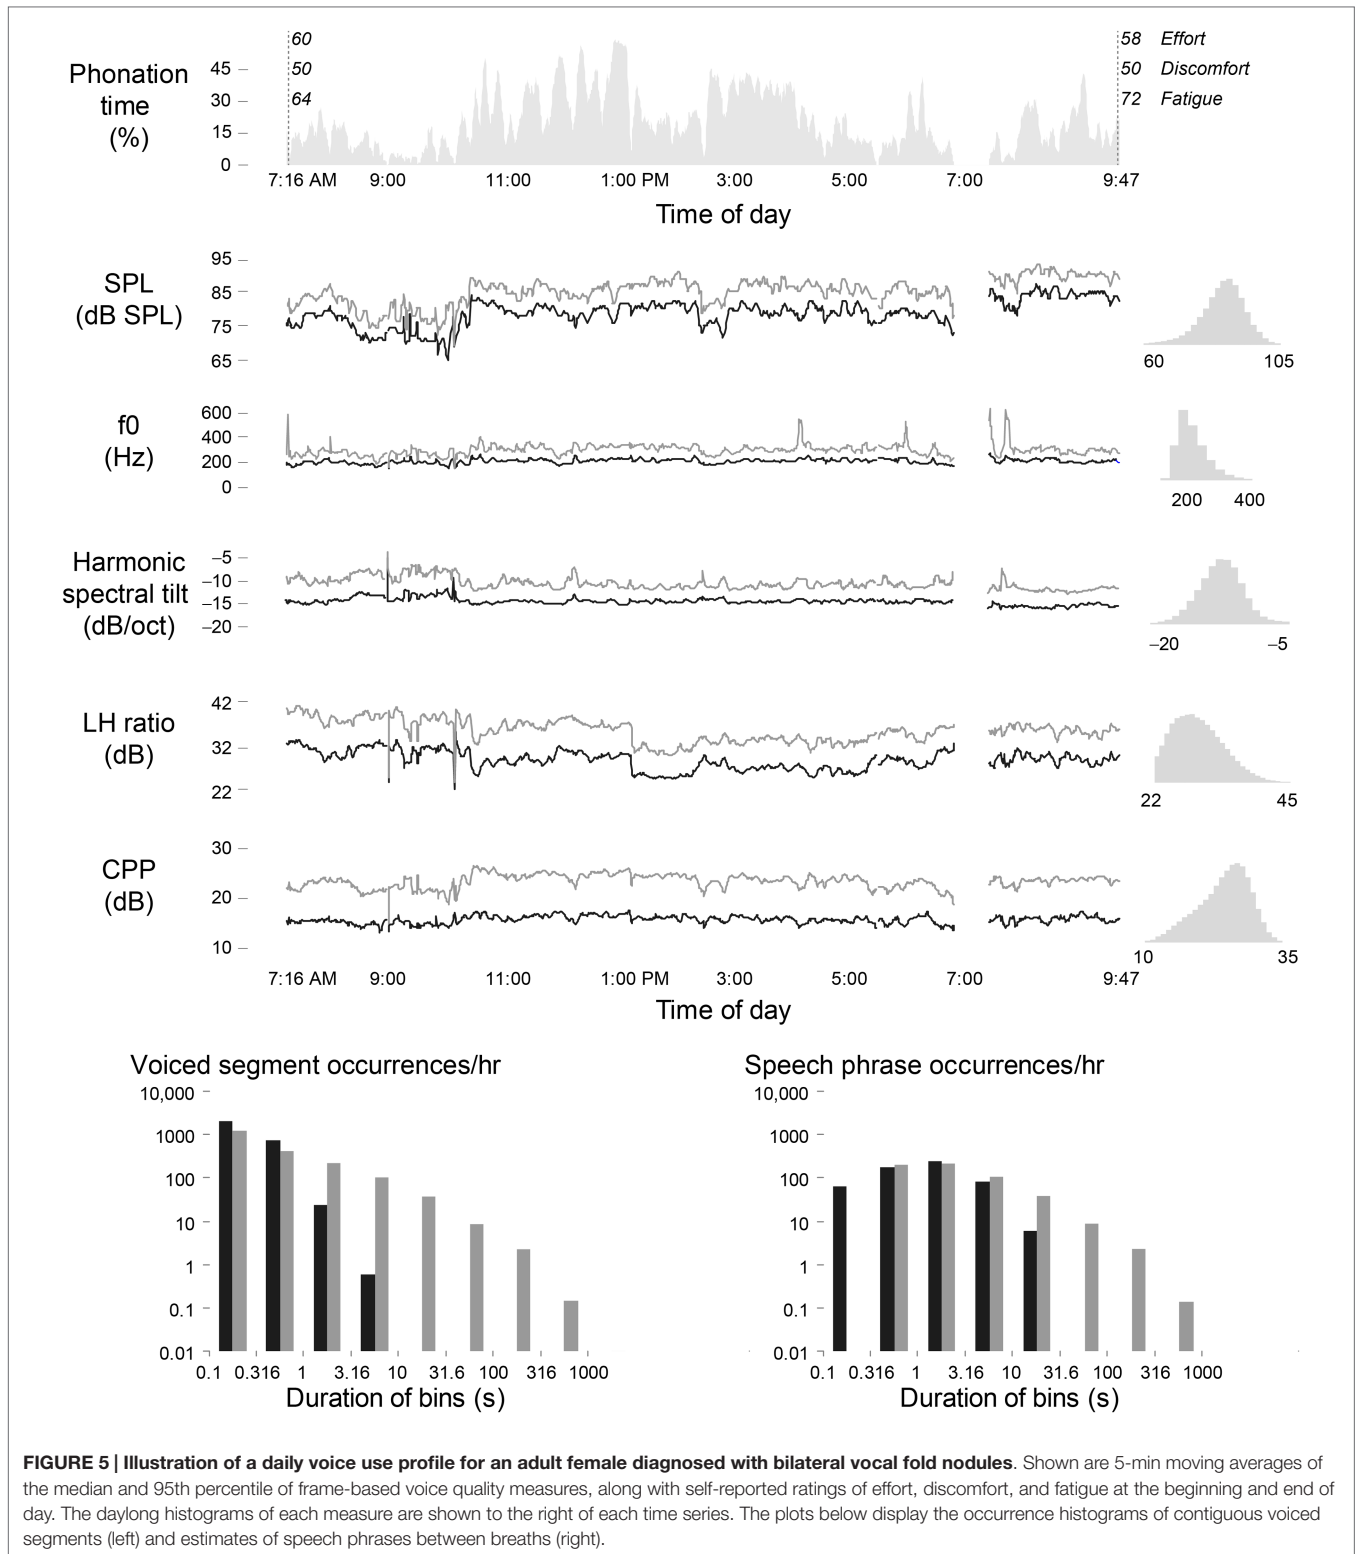 60
50
64
58 Effort
50 Discomfort
72 Fatigue
Phonation
time
(%)
45
30
15
0
7:16 AM 9:00 11:00 1:00 PM 3:00 5:00 7:00 9:47
Time of day
SPL
(dB SPL)
95
85
75
65
60 105
f0
(Hz)
600
400
200
0
200 400
Harmonic
spectral tilt
(dB/oct)
–5
–10
–15
–20
–20 –5
LH ratio
(dB)
42
32
22
22 45
CPP
(dB)
30
20
10
10 35
7:16 AM 9:00 11:00 1:00 PM 3:00 5:00 7:00 9:47
Time of day
Voiced segment occurrences/hr
10,000
1000
100
10
1
0.1
0.01
0.1 0.316 1 3.16 10 31.6 100 316 1000
Duration of bins (s)
Speech phrase occurrences/hr
10,000
1000
100
10
1
0.1
0.01
0.1 0.316 1 3.16 10 31.6 100 316 1000
Duration of bins (s)
FIGURE 5 | Illustration of a daily voice use profile for an adult female diagnosed with bilateral vocal fold nodules. Shown are 5-min moving averages of
the median and 95th percentile of frame-based voice quality measures, along with self-reported ratings of effort, discomfort, and fatigue at the beginning and end of
day. The daylong histograms of each measure are shown to the right of each time series. The plots below display the occurrence histograms of contiguous voiced
segments (left) and estimates of speech phrases between breaths (right).